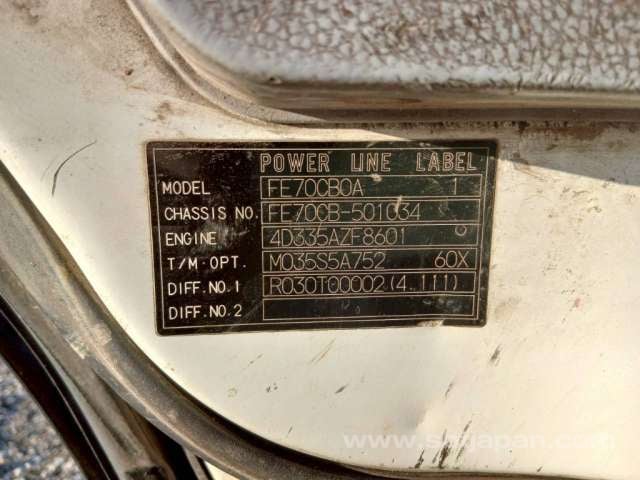 POWER LINE LABEL
MODEL FE70CB0A 1
CHASSIS NO. FE70CB-501034
ENGINE 4D335AZF8601
T/M·OPT. M035S5A752 60X
DIFF.NO.1 R030T00002(4.111)
DIFF.NO.2